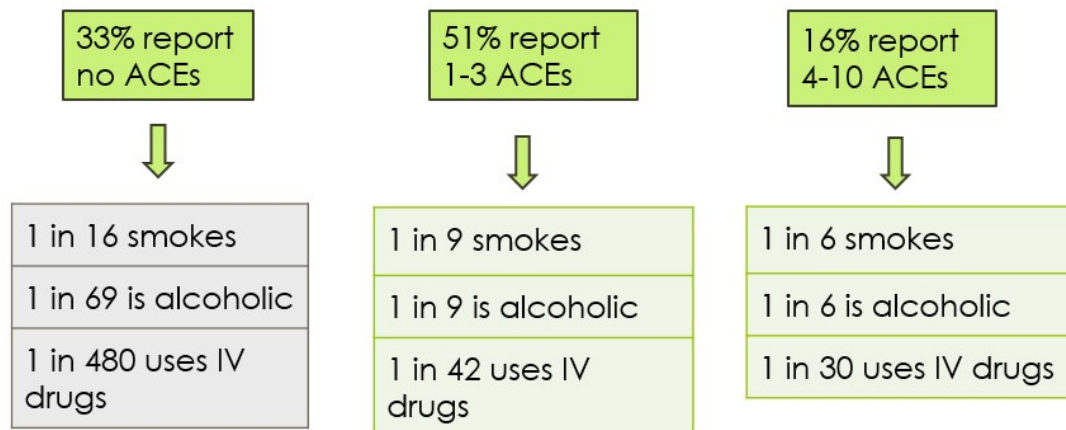 33% report
no ACEs
51% report
1-3 ACEs
16% report
4-10 ACEs
1 in 16 smokes
1 in 69 is alcoholic
1 in 480 uses IV
drugs
1 in 9 smokes
1 in 9 is alcoholic
1 in 42 uses IV
drugs
1 in 6 smokes
1 in 6 is alcoholic
1 in 30 uses IV drugs